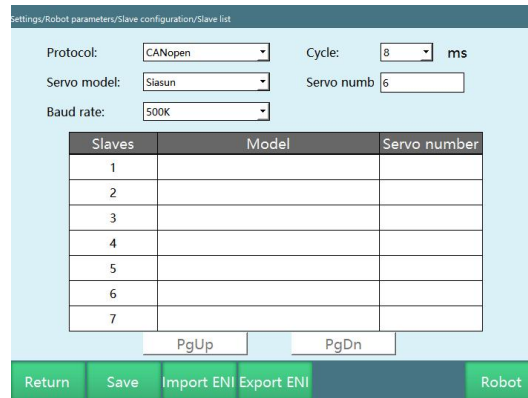 Settings/Robot parameters/Slave configuration/Slave list
Protocol: CANopen Cycle: 8 ms
Servo model: Siasun Servo numb 6
Baud rate: 500K
Slaves Model Servo number
1
2
3
4
5
6
7
PgUp PgDn
Return Save Import ENI Export ENI Robot